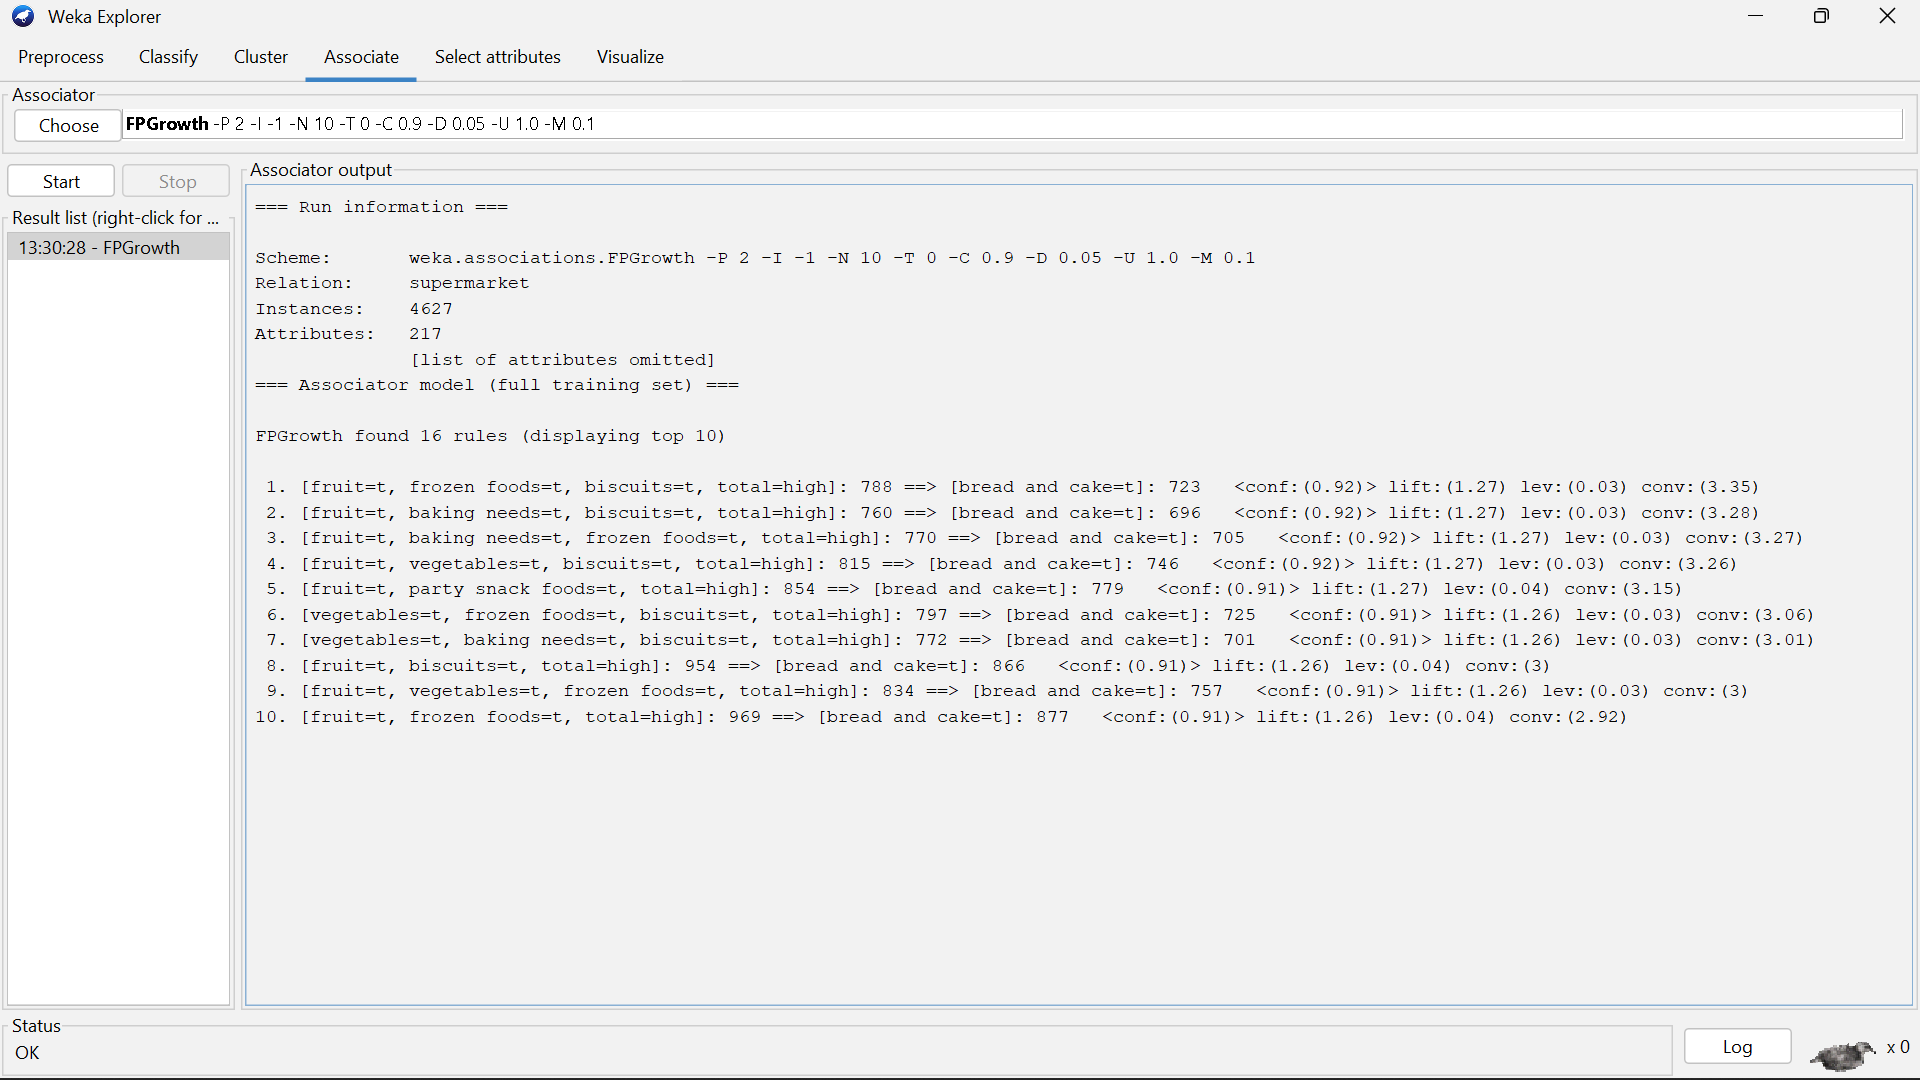 Weka Explorer
Preprocess Classify Cluster Associate Select attributes Visualize
Associator
Choose FPGrowth -P 2 -I -1 -N 10 -T 0 -C 0.9 -D 0.05 -U 1.0 -M 0.1
Start Stop
Result list (right-click for ...
13:30:28 - FPGrowth
Associator output
=== Run information ===
Scheme: weka.associations.FPGrowth -P 2 -I -1 -N 10 -T 0 -C 0.9 -D 0.05 -U 1.0 -M 0.1
Relation: supermarket
Instances: 4627
Attributes: 217
[list of attributes omitted]
=== Associator model (full training set) ===
FPGrowth found 16 rules (displaying top 10)
1. [fruit=t, frozen foods=t, biscuits=t, total=high]: 788 ==> [bread and cake=t]: 723 <conf:(0.92)> lift:(1.27) lev:(0.03) conv:(3.35)
2. [fruit=t, baking needs=t, biscuits=t, total=high]: 760 ==> [bread and cake=t]: 696 <conf:(0.92)> lift:(1.27) lev:(0.03) conv:(3.28)
3. [fruit=t, baking needs=t, frozen foods=t, total=high]: 770 ==> [bread and cake=t]: 705 <conf:(0.92)> lift:(1.27) lev:(0.03) conv:(3.27)
4. [fruit=t, vegetables=t, biscuits=t, total=high]: 815 ==> [bread and cake=t]: 746 <conf:(0.92)> lift:(1.27) lev:(0.03) conv:(3.26)
5. [fruit=t, party snack foods=t, total=high]: 854 ==> [bread and cake=t]: 779 <conf:(0.91)> lift:(1.27) lev:(0.04) conv:(3.15)
6. [vegetables=t, frozen foods=t, biscuits=t, total=high]: 797 ==> [bread and cake=t]: 725 <conf:(0.91)> lift:(1.26) lev:(0.03) conv:(3.06)
7. [vegetables=t, baking needs=t, biscuits=t, total=high]: 772 ==> [bread and cake=t]: 701 <conf:(0.91)> lift:(1.26) lev:(0.03) conv:(3.01)
8. [fruit=t, biscuits=t, total=high]: 954 ==> [bread and cake=t]: 866 <conf:(0.91)> lift:(1.26) lev:(0.04) conv:(3)
9. [fruit=t, vegetables=t, frozen foods=t, total=high]: 834 ==> [bread and cake=t]: 757 <conf:(0.91)> lift:(1.26) lev:(0.03) conv:(3)
10. [fruit=t, frozen foods=t, total=high]: 969 ==> [bread and cake=t]: 877 <conf:(0.91)> lift:(1.26) lev:(0.04) conv:(2.92)
Status
OK
Log
x 0